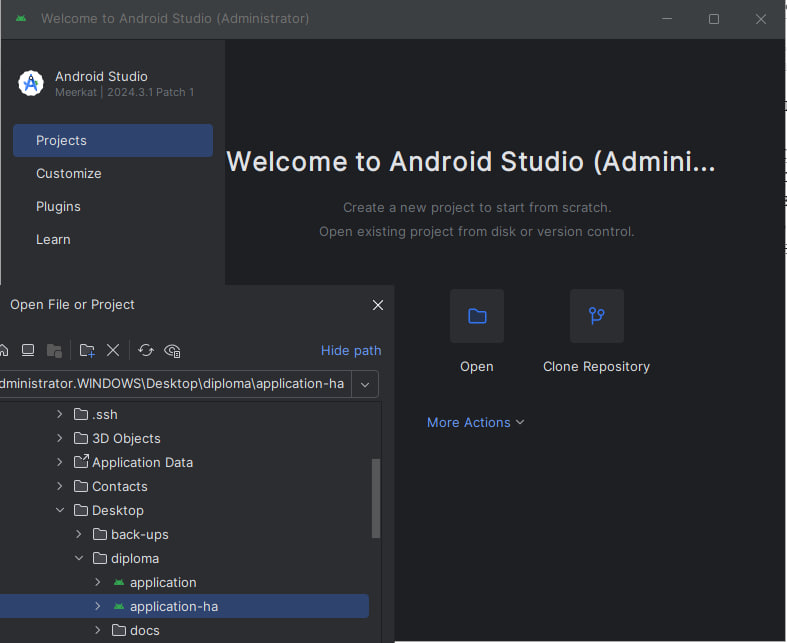 Welcome to Android Studio (Administrator)
Android Studio
Meerkat | 2024.3.1 Patch 1
Projects
Customize
Plugins
Learn
Welcome to Android Studio (Admini...
Create a new project to start from scratch.
Open existing project from disk or version control.
Open
Clone Repository
More Actions
Open File or Project
Hide path
dministrator.WINDOWS\Desktop\diploma\application-ha
.ssh
3D Objects
Application Data
Contacts
Desktop
back-ups
diploma
application
application-ha
docs